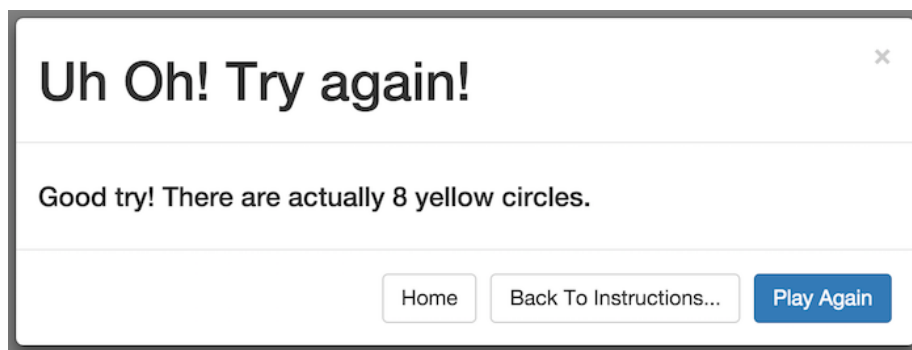 Uh Oh! Try again!
×
Good try! There are actually 8 yellow circles.
Home
Back To Instructions...
Play Again